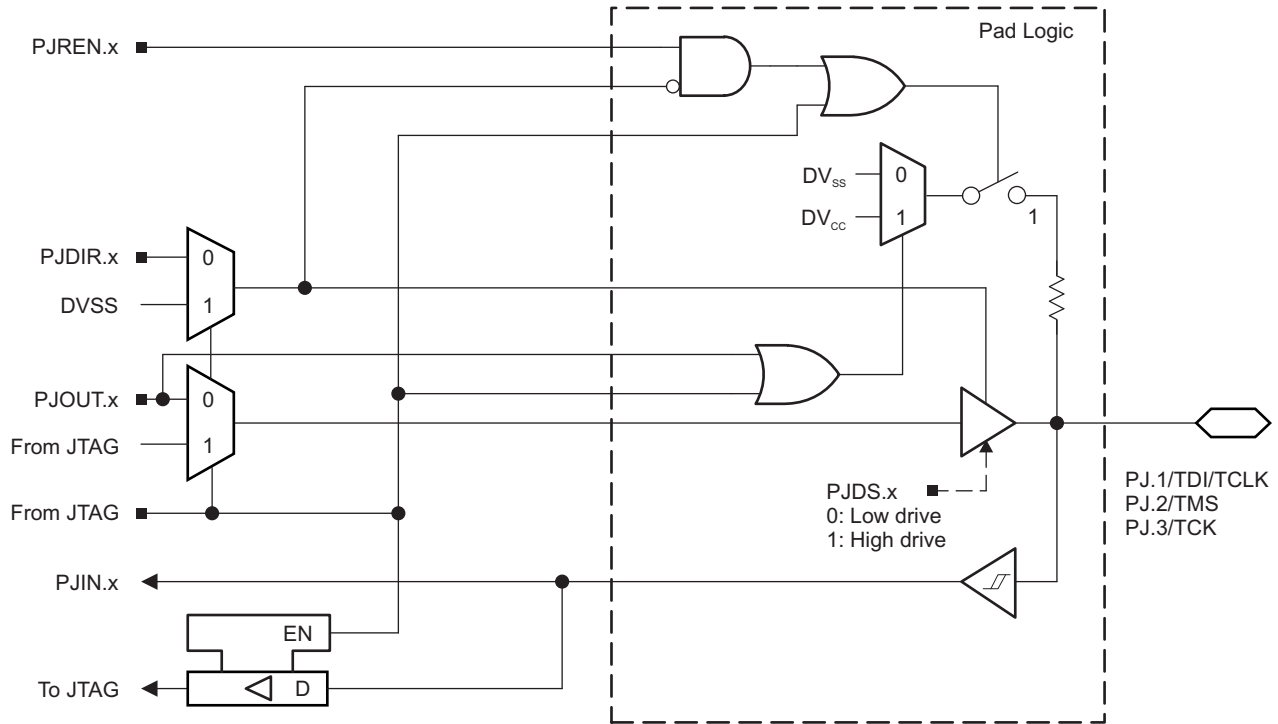 Pad Logic
PJREN.x
DVSS
0
DVCC
1
1
PJDIR.x
0
DVSS
1
PJOUT.x
0
From JTAG
1
From JTAG
PJDS.x
0: Low drive
1: High drive
PJ.1/TDI/TCLK
PJ.2/TMS
PJ.3/TCK
PJIN.x
EN
To JTAG
D